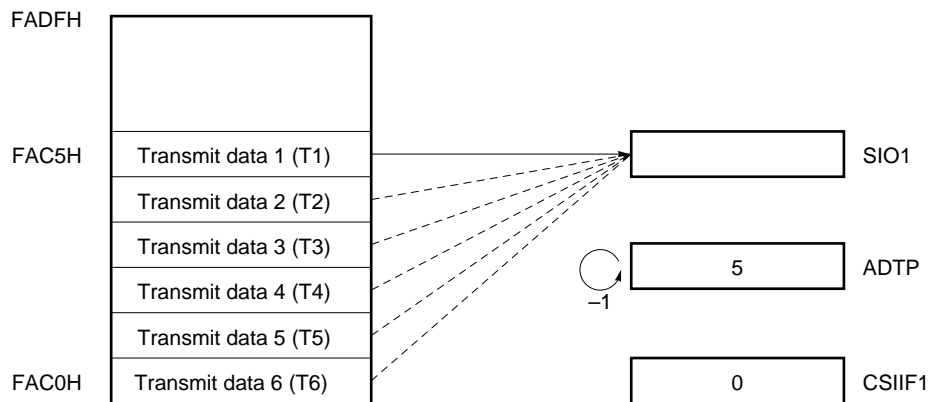 FADFH
FAC5H Transmit data 1 (T1) SIO1
Transmit data 2 (T2)
Transmit data 3 (T3) 5 ADTP
Transmit data 4 (T4) –1
Transmit data 5 (T5)
FAC0H Transmit data 6 (T6) 0 CSIIF1